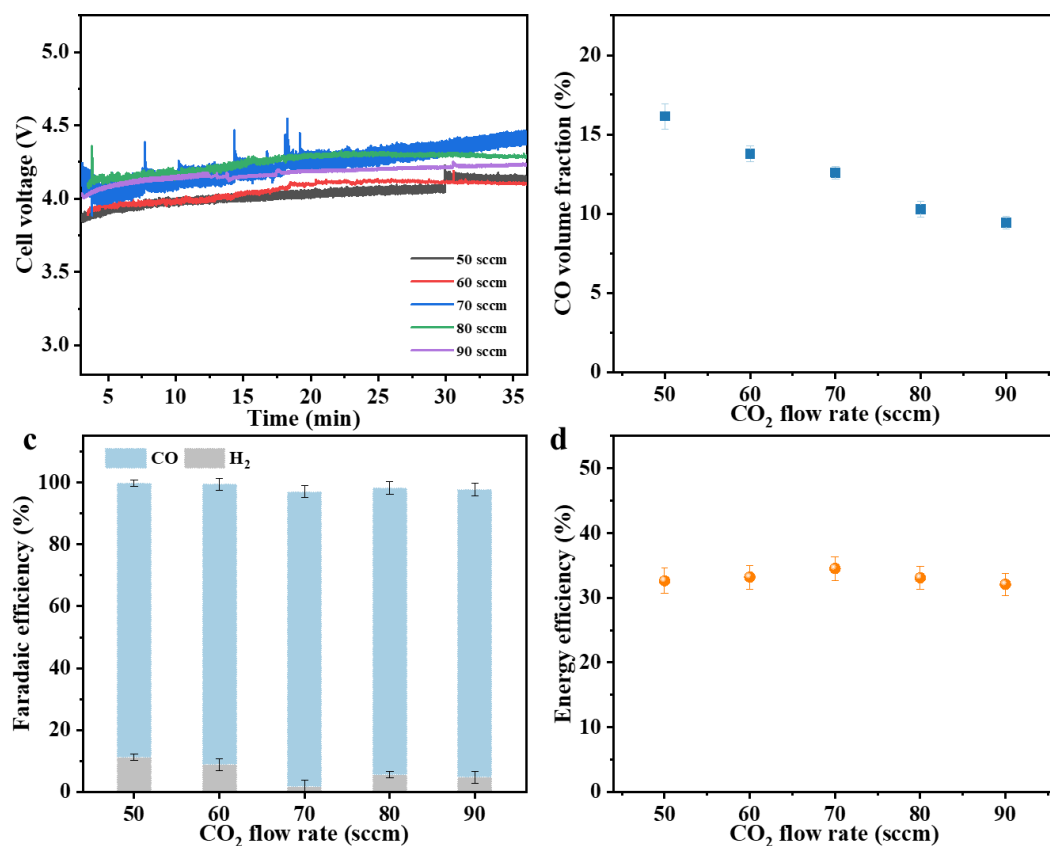 5.0
4.5
4.0
3.5
3.0
Cell voltage (V)
50 sccm
60 sccm
70 sccm
80 sccm
90 sccm
5
10
15
20
25
30
35
Time (min)
20
15
10
5
0
CO volume fraction (%)
50
60
70
80
90
CO₂ flow rate (sccm)
c
CO
H₂
100
80
60
40
20
0
Faradaic efficiency (%)
50
60
70
80
90
CO₂ flow rate (sccm)
d
50
40
30
20
10
0
Energy efficiency (%)
50
60
70
80
90
CO₂ flow rate (sccm)